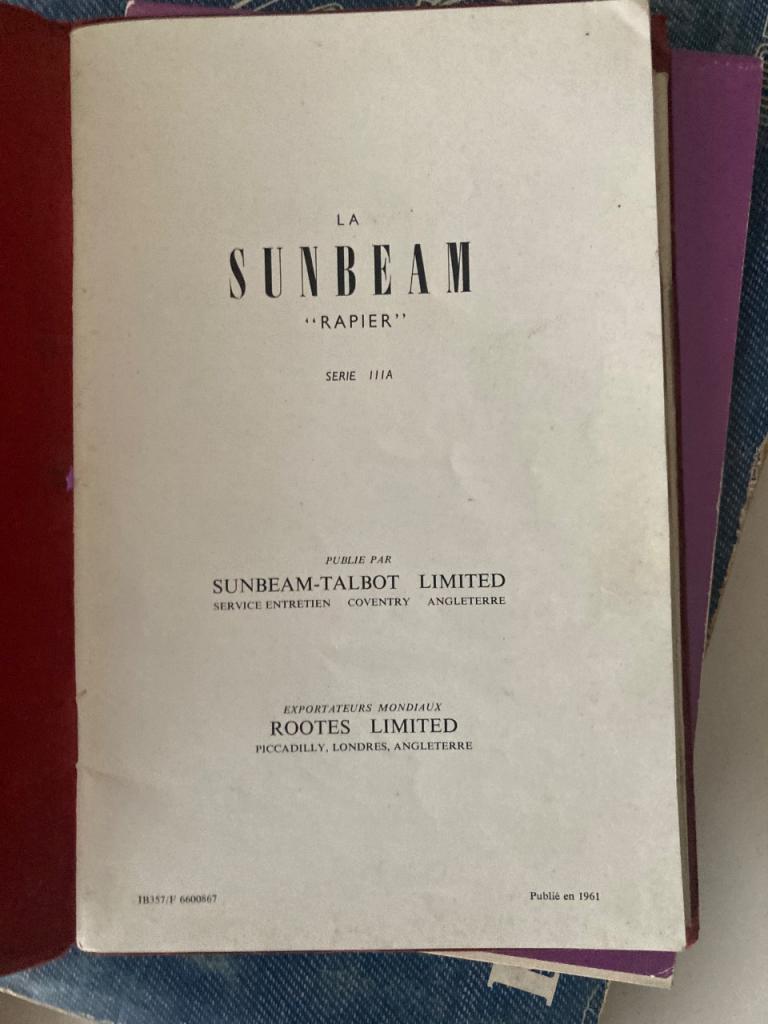 LA
SUNBEAM
“RAPIER”
SERIE IIIA
PUBLIE PAR
SUNBEAM-TALBOT LIMITED
SERVICE ENTRETIEN COVENTRY ANGLETERRE
EXPORTATEURS MONDIAUX
ROOTES LIMITED
PICCADILLY, LONDRES, ANGLETERRE
IB357/F 6600867
Publié en 1961